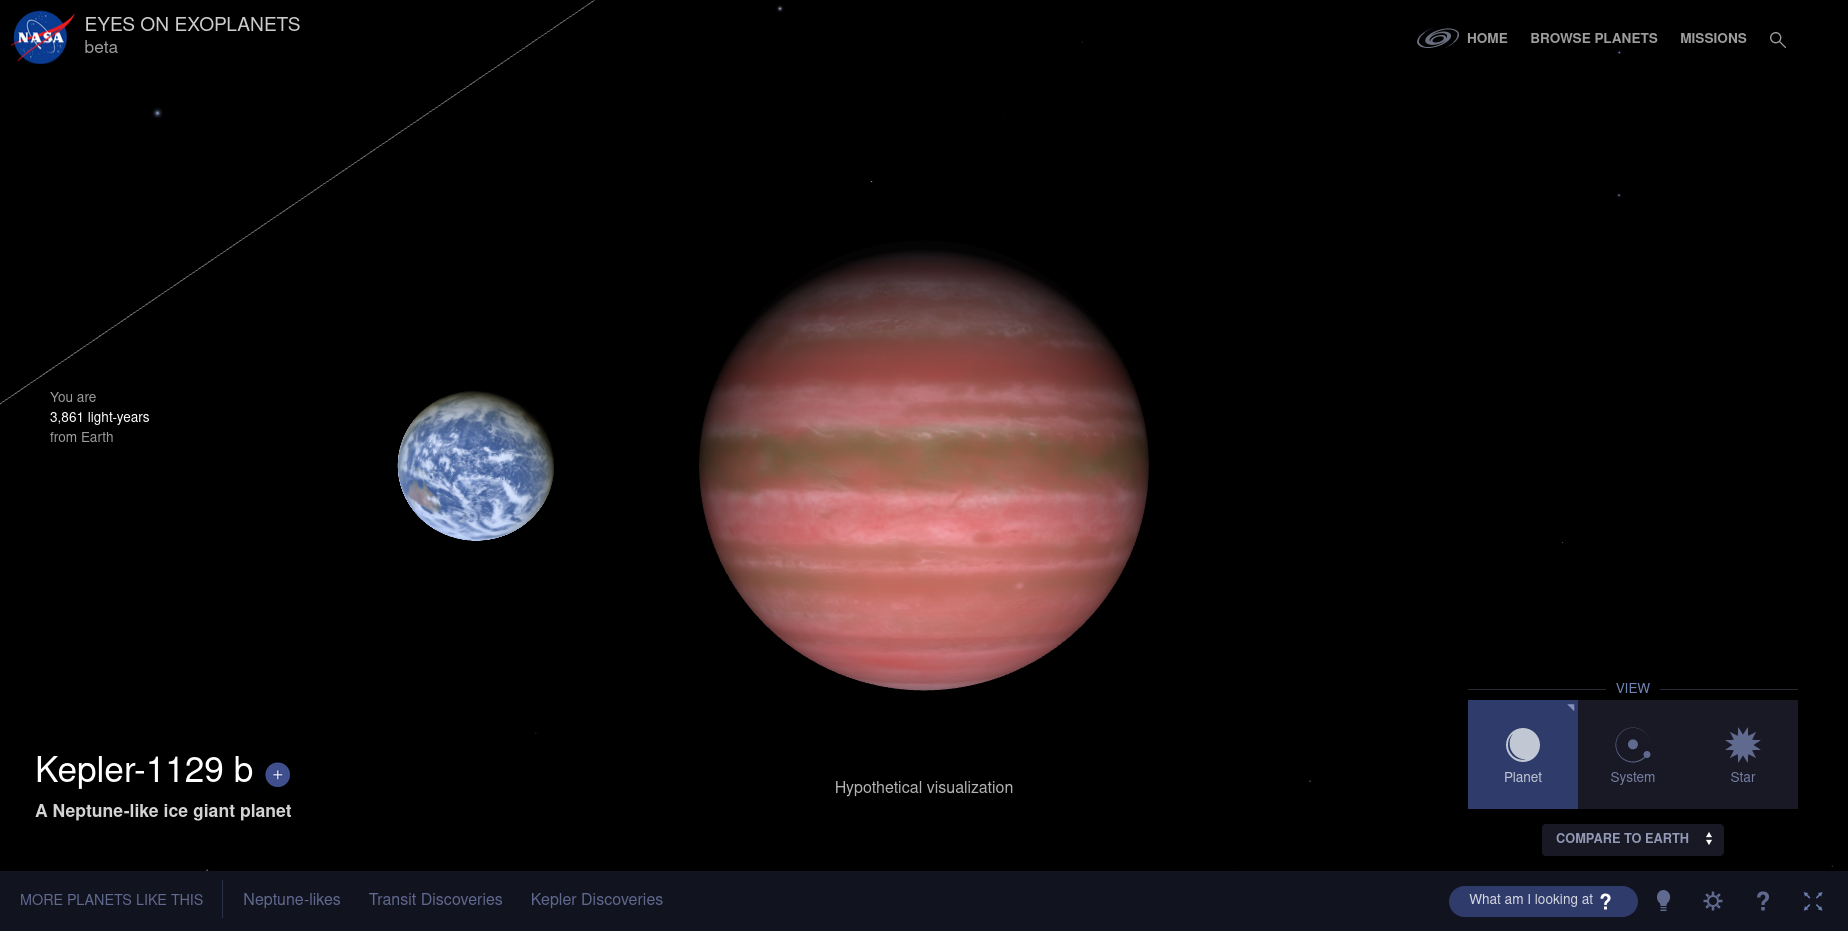 NASA
EYES ON EXOPLANETS
beta
HOME
BROWSE PLANETS
MISSIONS
You are
3,861 light-years
from Earth
VIEW
Planet
System
Star
Kepler-1129 b +
A Neptune-like ice giant planet
Hypothetical visualization
COMPARE TO EARTH
MORE PLANETS LIKE THIS
Neptune-likes
Transit Discoveries
Kepler Discoveries
What am I looking at ?
?